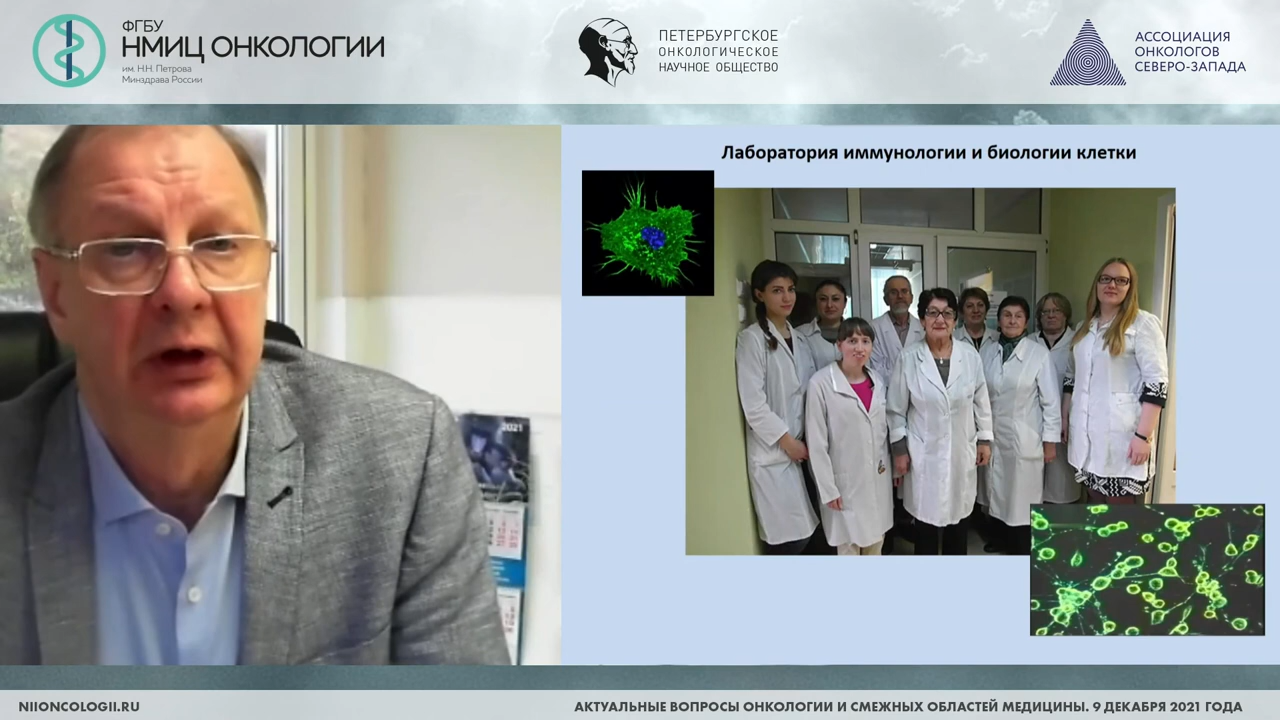 ФГБУ
НМИЦ ОНКОЛОГИИ
им. Н.Н. Петрова
Минздрава России
ПЕТЕРБУРГСКОЕ
ОНКОЛОГИЧЕСКОЕ
НАУЧНОЕ ОБЩЕСТВО
АССОЦИАЦИЯ
ОНКОЛОГОВ
СЕВЕРО-ЗАПАДА
Лаборатория иммунологии и биологии клетки
2021
NIIONCOLOGII.RU
АКТУАЛЬНЫЕ ВОПРОСЫ ОНКОЛОГИИ И СМЕЖНЫХ ОБЛАСТЕЙ МЕДИЦИНЫ. 9 ДЕКАБРЯ 2021 ГОДА